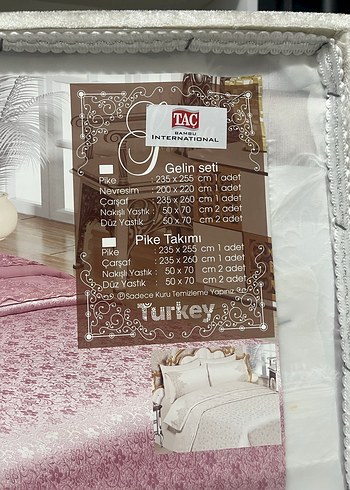 TAC
BAMBU
INTERNATIONAL
Gelin seti
Pike : 235 x 255 cm 1 adet
Nevresim : 200 x 220 cm 1 adet
Çarşaf : 235 x 260 cm 1 adet
Nakışlı Yastık : 50 x 70 cm 2 adet
Düz Yastık : 50 x 70 cm 2 adet
Pike Takımı
Pike : 235 x 255 cm 1 adet
Çarşaf : 235 x 260 cm 1 adet
Nakışlı Yastık : 50 x 70 cm 2 adet
Düz Yastık : 50 x 70 cm 2 adet
Ⓟ Sadece Kuru Temizleme Yapınız
Turkey